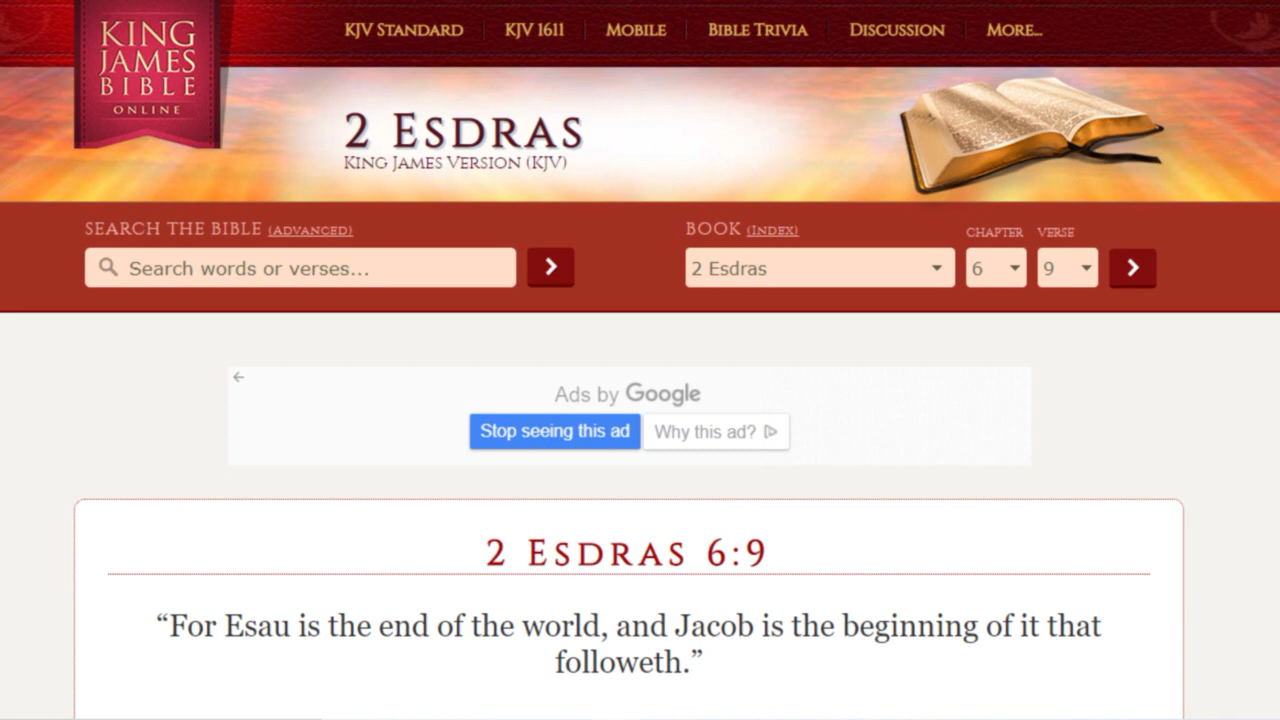 KING
JAMES
BIBLE
ONLINE
KJV STANDARD KJV 1611 MOBILE BIBLE TRIVIA DISCUSSION MORE...
2 ESDRAS
KING JAMES VERSION (KJV)
SEARCH THE BIBLE (ADVANCED)
Search words or verses...
BOOK (INDEX) CHAPTER VERSE
2 Esdras 6 9
Ads by Google
Stop seeing this ad Why this ad?
2 ESDRAS 6:9
“For Esau is the end of the world, and Jacob is the beginning of it that
followeth.”